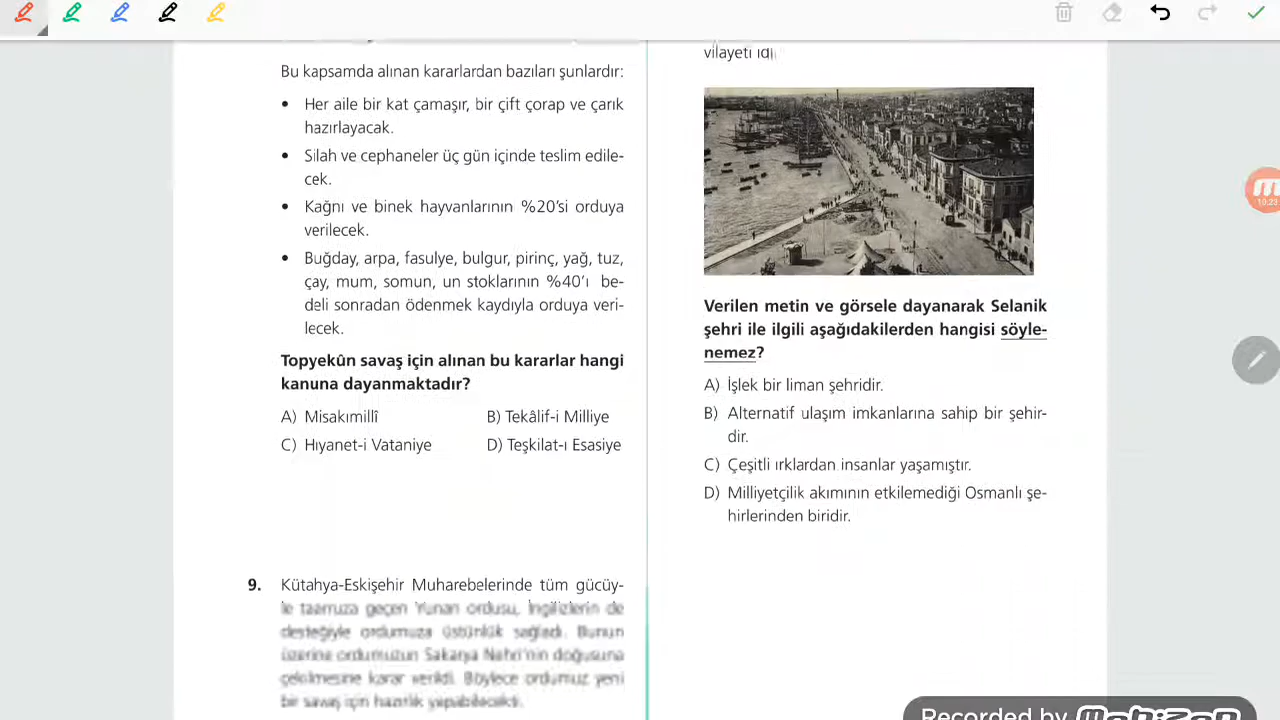 Bu kapsamda alınan kararlardan bazıları şunlardır:
• Her aile bir kat çamaşır, bir çift çorap ve çarık
hazırlayacak.
• Silah ve cephaneler üç gün içinde teslim edile-
cek.
• Kağnı ve binek hayvanlarının %20'si orduya
verilecek.
• Buğday, arpa, fasulye, bulgur, pirinç, yağ, tuz,
çay, mum, somun, un stoklarının %40'ı be-
deli sonradan ödenmek kaydıyla orduya veri-
lecek.
Topyekûn savaş için alınan bu kararlar hangi
kanuna dayanmaktadır?
A) Misakımillî B) Tekâlif-i Milliye
C) Hıyanet-i Vataniye D) Teşkilat-ı Esasiye
9. Kütahya-Eskişehir Muharebelerinde tüm gücüy-
le taarruza geçen Yunan ordusu, İngilizlerin de
desteğiyle ordumuza üstünlük sağladı. Bunun
üzerine ordumuzun Sakarya Nehri'nin doğusuna
çekilmesine karar verildi. Böylece ordumuz yeni
bir savaş için hazırlık yapabilecekti.
vilayeti idi
Verilen metin ve görsele dayanarak Selanik
şehri ile ilgili aşağıdakilerden hangisi söyle-
nemez?
A) İşlek bir liman şehridir.
B) Alternatif ulaşım imkanlarına sahip bir şehir-
dir.
C) Çeşitli ırklardan insanlar yaşamıştır.
D) Milliyetçilik akımının etkilemediği Osmanlı şe-
hirlerinden biridir.
10:23
Recorded by